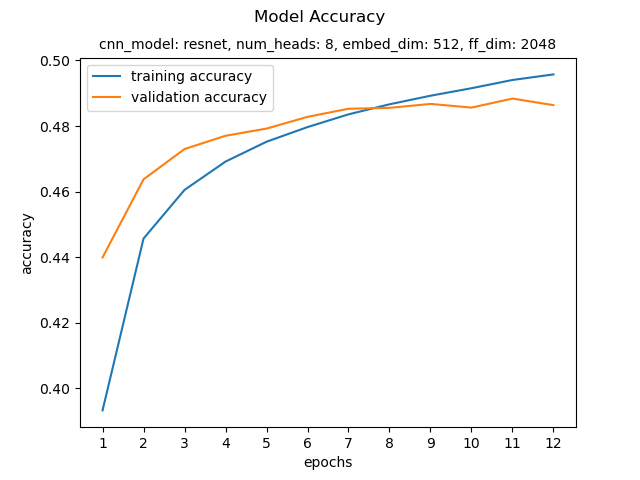 Model Accuracy
cnn_model: resnet, num_heads: 8, embed_dim: 512, ff_dim: 2048
training accuracy
validation accuracy
0.50
0.48
0.46
0.44
0.42
0.40
accuracy
1 2 3 4 5 6 7 8 9 10 11 12
epochs